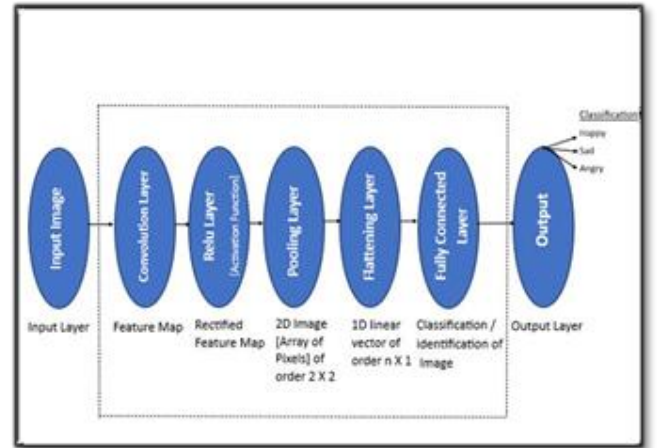 Classification
Happy
Sad
Angry
Input Image
Convolution Layer
Relu Layer
[Activation Function]
Pooling Layer
Flattening Layer
Fully Connected
Layer
Output
Input Layer
Feature Map
Rectified
Feature Map
2D Image
[Array of
Pixels] of
order 2 X 2
1D linear
vector of
order n X 1
Classification /
identification of
Image
Output Layer